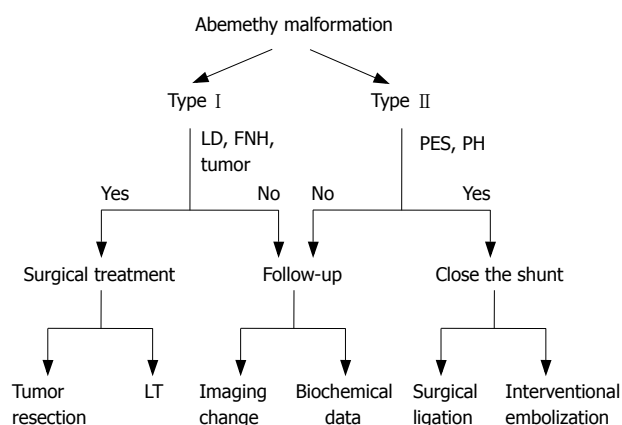 Abemethy malformation
Type Ⅰ
Type Ⅱ
LD, FNH,
tumor
PES, PH
Yes
No
No
Yes
Surgical treatment
Follow-up
Close the shunt
Tumor
resection
LT
Imaging
change
Biochemical
data
Surgical
ligation
Interventional
embolization